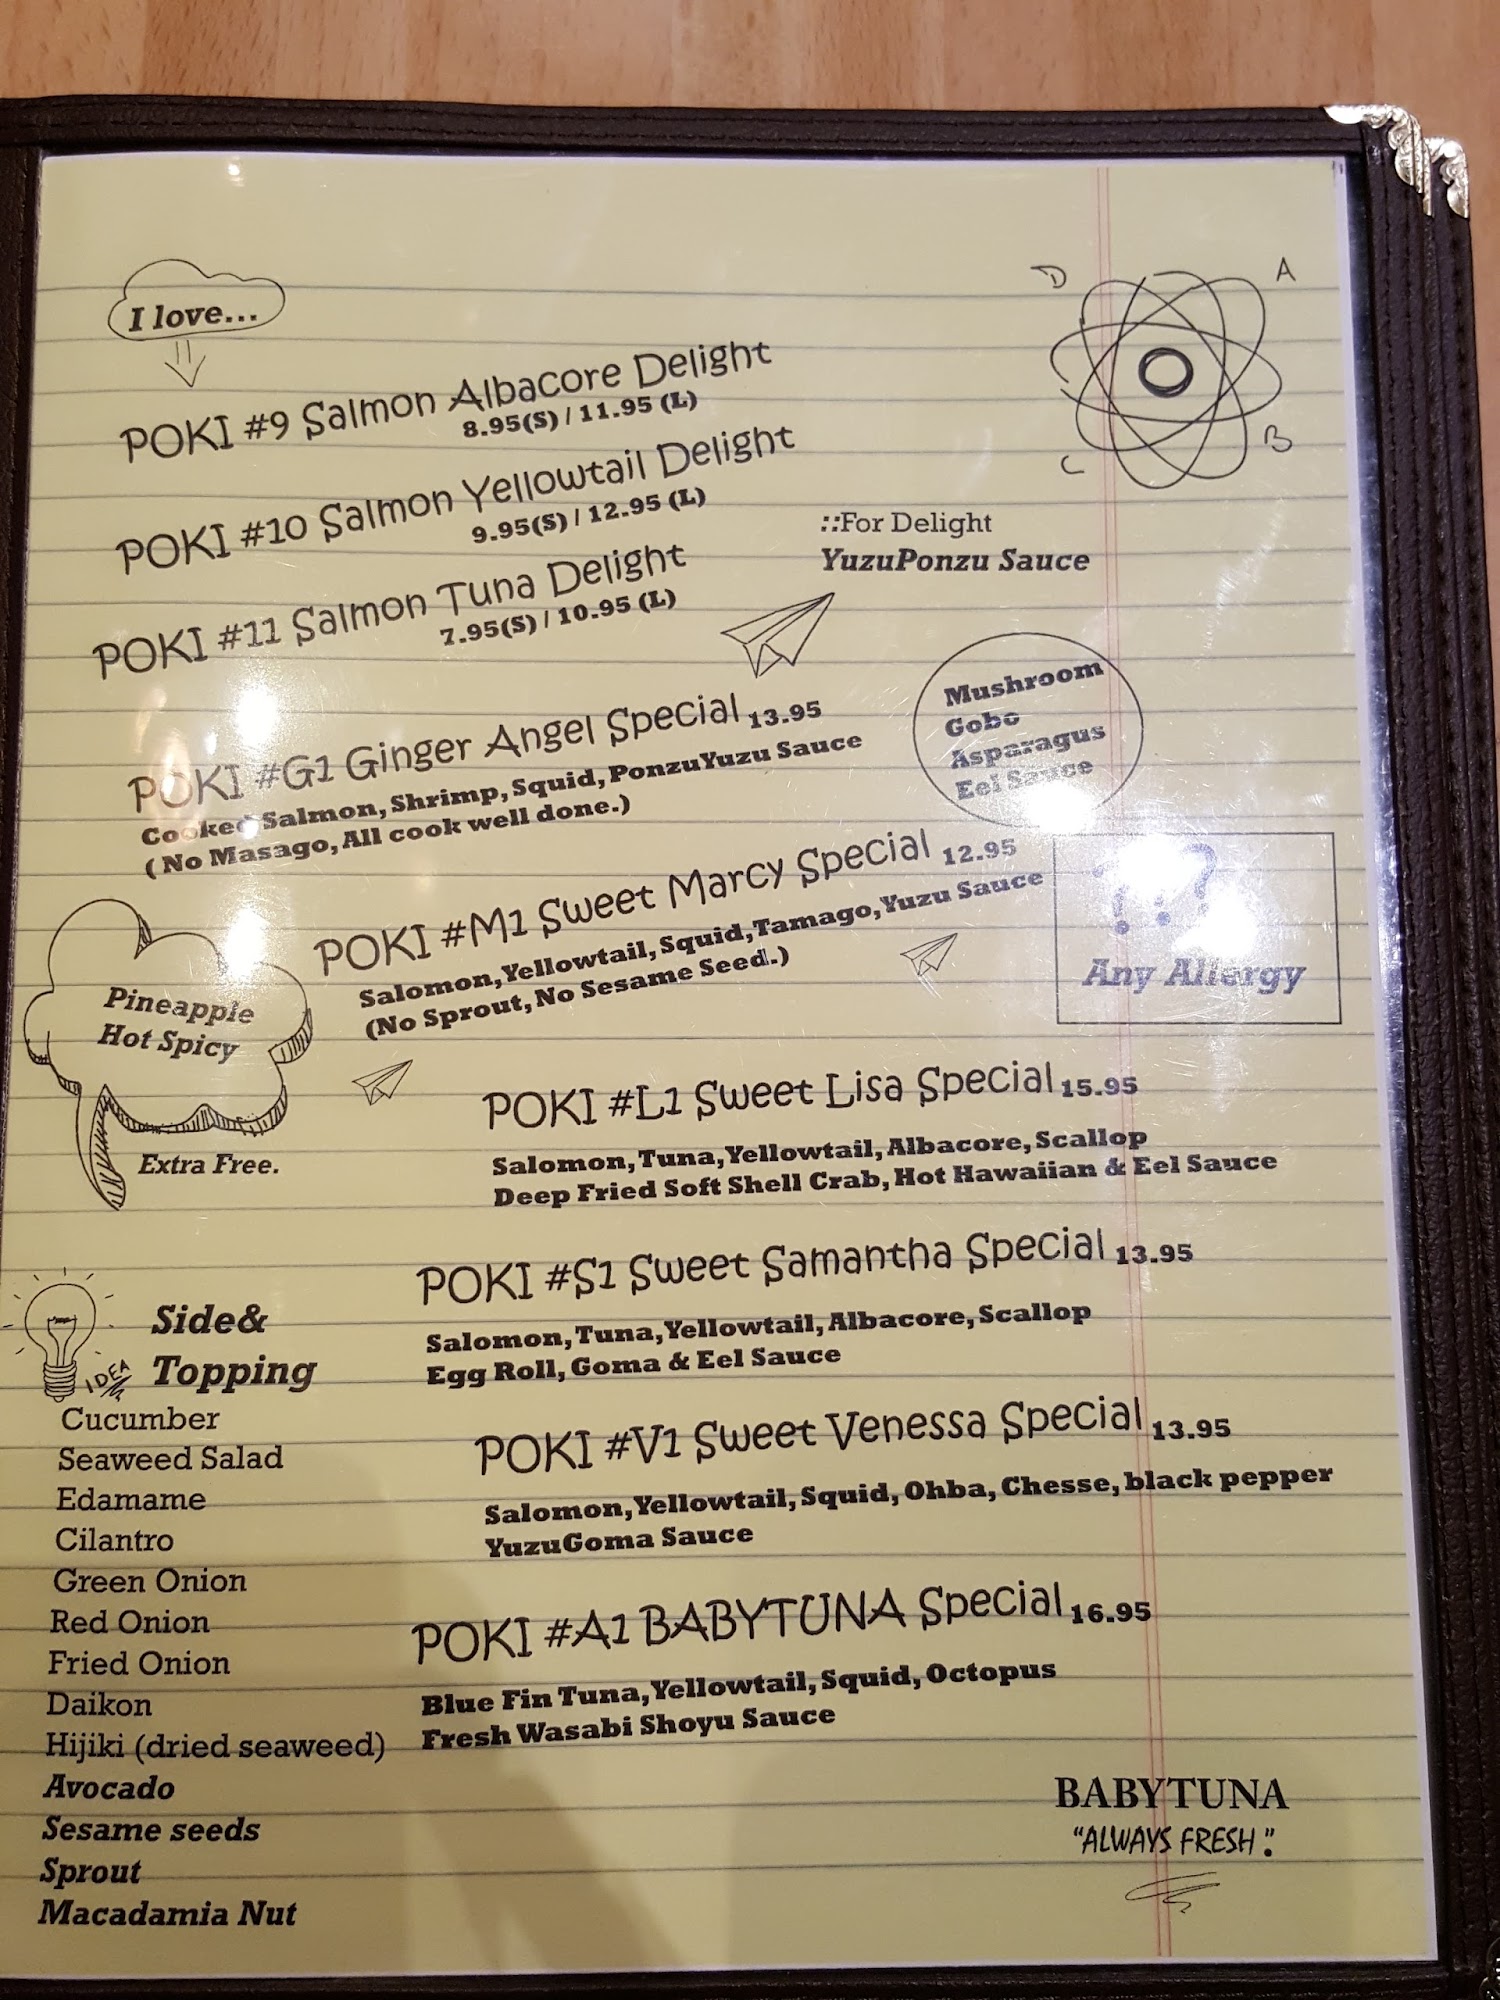 I love...
D
A
B
C
POKI #9 Salmon Albacore Delight
8.95(S) / 11.95 (L)
POKI #10 Salmon Yellowtail Delight
9.95(S) / 12.95 (L)
POKI #11 Salmon Tuna Delight
7.95(S) / 10.95 (L)
::For Delight
YuzuPonzu Sauce
Mushroom
Gobo
Asparagus
Eel Sauce
POKI #G1 Ginger Angel Special 13.95
Cooked Salmon, Shrimp, Squid, PonzuYuzu Sauce
( No Masago, All cook well done.)
POKI #M1 Sweet Marcy Special 12.95
Salomon, Yellowtail, Squid, Tamago, Yuzu Sauce
(No Sprout, No Sesame Seed.)
Any Allergy
Pineapple
Hot Spicy
Extra Free.
POKI #L1 Sweet Lisa Special 15.95
Salomon, Tuna, Yellowtail, Albacore, Scallop
Deep Fried Soft Shell Crab, Hot Hawaiian & Eel Sauce
POKI #S1 Sweet Samantha Special 13.95
Salomon, Tuna, Yellowtail, Albacore, Scallop
Egg Roll, Goma & Eel Sauce
POKI #V1 Sweet Venessa Special 13.95
Salomon, Yellowtail, Squid, Ohba, Chesse, black pepper
YuzuGoma Sauce
POKI #A1 BABYTUNA Special 16.95
Blue Fin Tuna, Yellowtail, Squid, Octopus
Fresh Wasabi Shoyu Sauce
IDEA
Side&
Topping
Cucumber
Seaweed Salad
Edamame
Cilantro
Green Onion
Red Onion
Fried Onion
Daikon
Hijiki (dried seaweed)
Avocado
Sesame seeds
Sprout
Macadamia Nut
BABYTUNA
"ALWAYS FRESH".